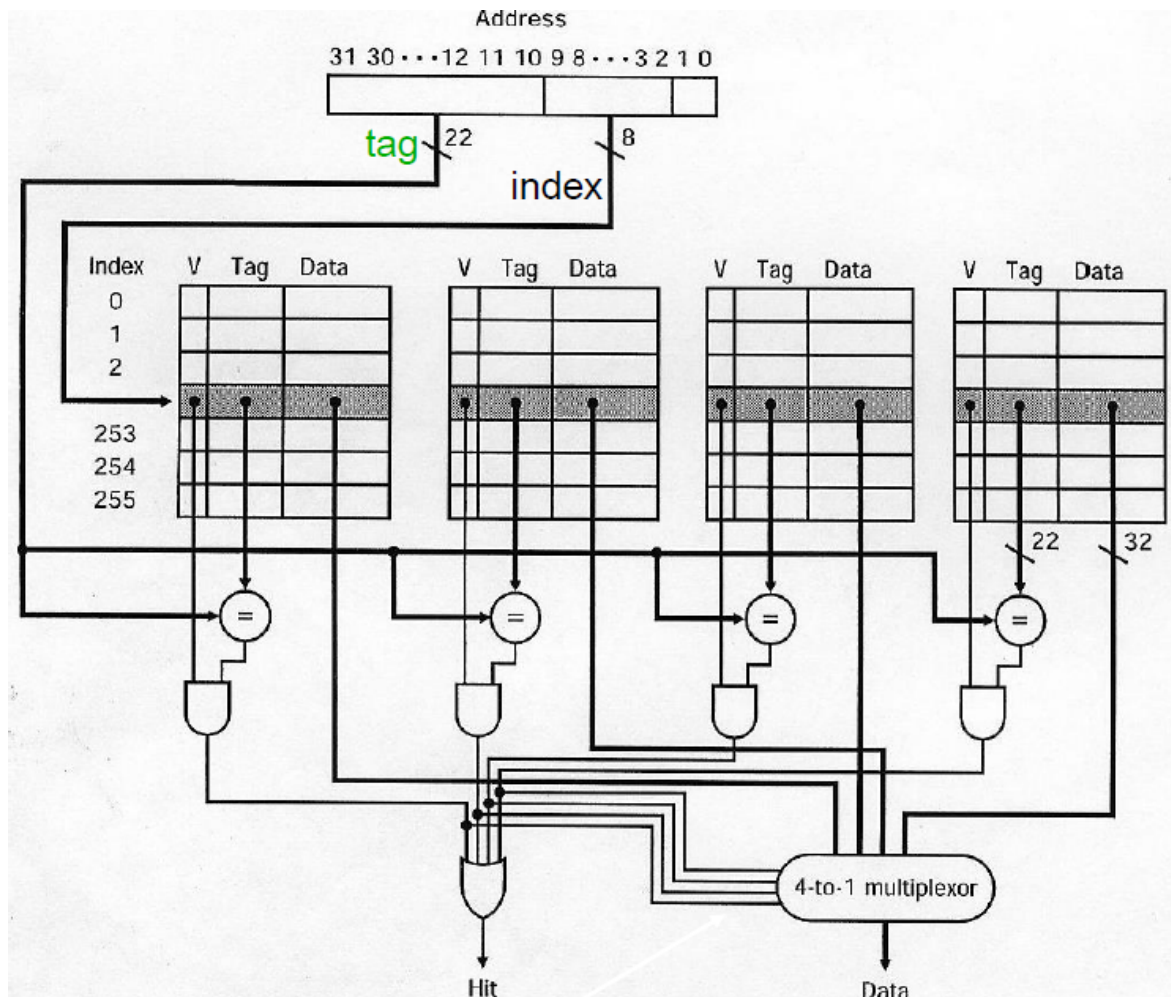 Address
31 30 ··· 12 11 10 9 8 ··· 3 2 1 0
tag 22 8
index
Index V Tag Data V Tag Data V Tag Data V Tag Data
0
1
2
253
254
255
22 32
= = = =
4-to-1 multiplexor
Hit Data